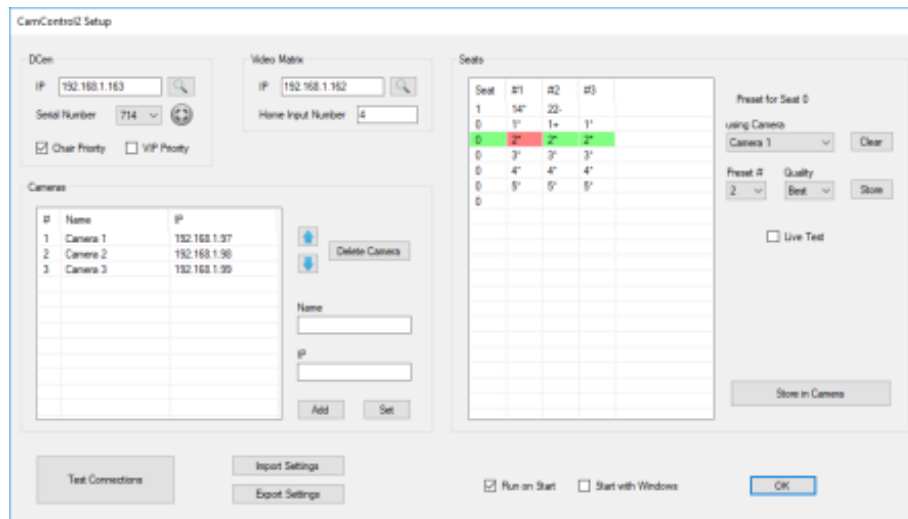 CamControl2 Setup
DCen
IP 192.168.1.163
Serial Number 714
Chair Priority VIP Priority
Video Matrix
IP 192.168.1.162
Home Input Number 4
Cameras
# Name IP
1 Camera 1 192.168.1.97
2 Camera 2 192.168.1.98
3 Camera 3 192.168.1.99
Delete Camera
Name
IP
Add Set
Seats
Seat #1 #2 #3
1 14* 22-
0 1* 1+ 1*
0 2* 2* 2*
0 3* 3* 3*
0 4* 4* 4*
0 5* 5* 5*
0
Preset for Seat 0
using Camera
Camera 1 Clear
Preset # Quality
2 Best Store
Live Test
Store in Camera
Test Connections
Import Settings
Export Settings
Run on Start Start with Windows OK